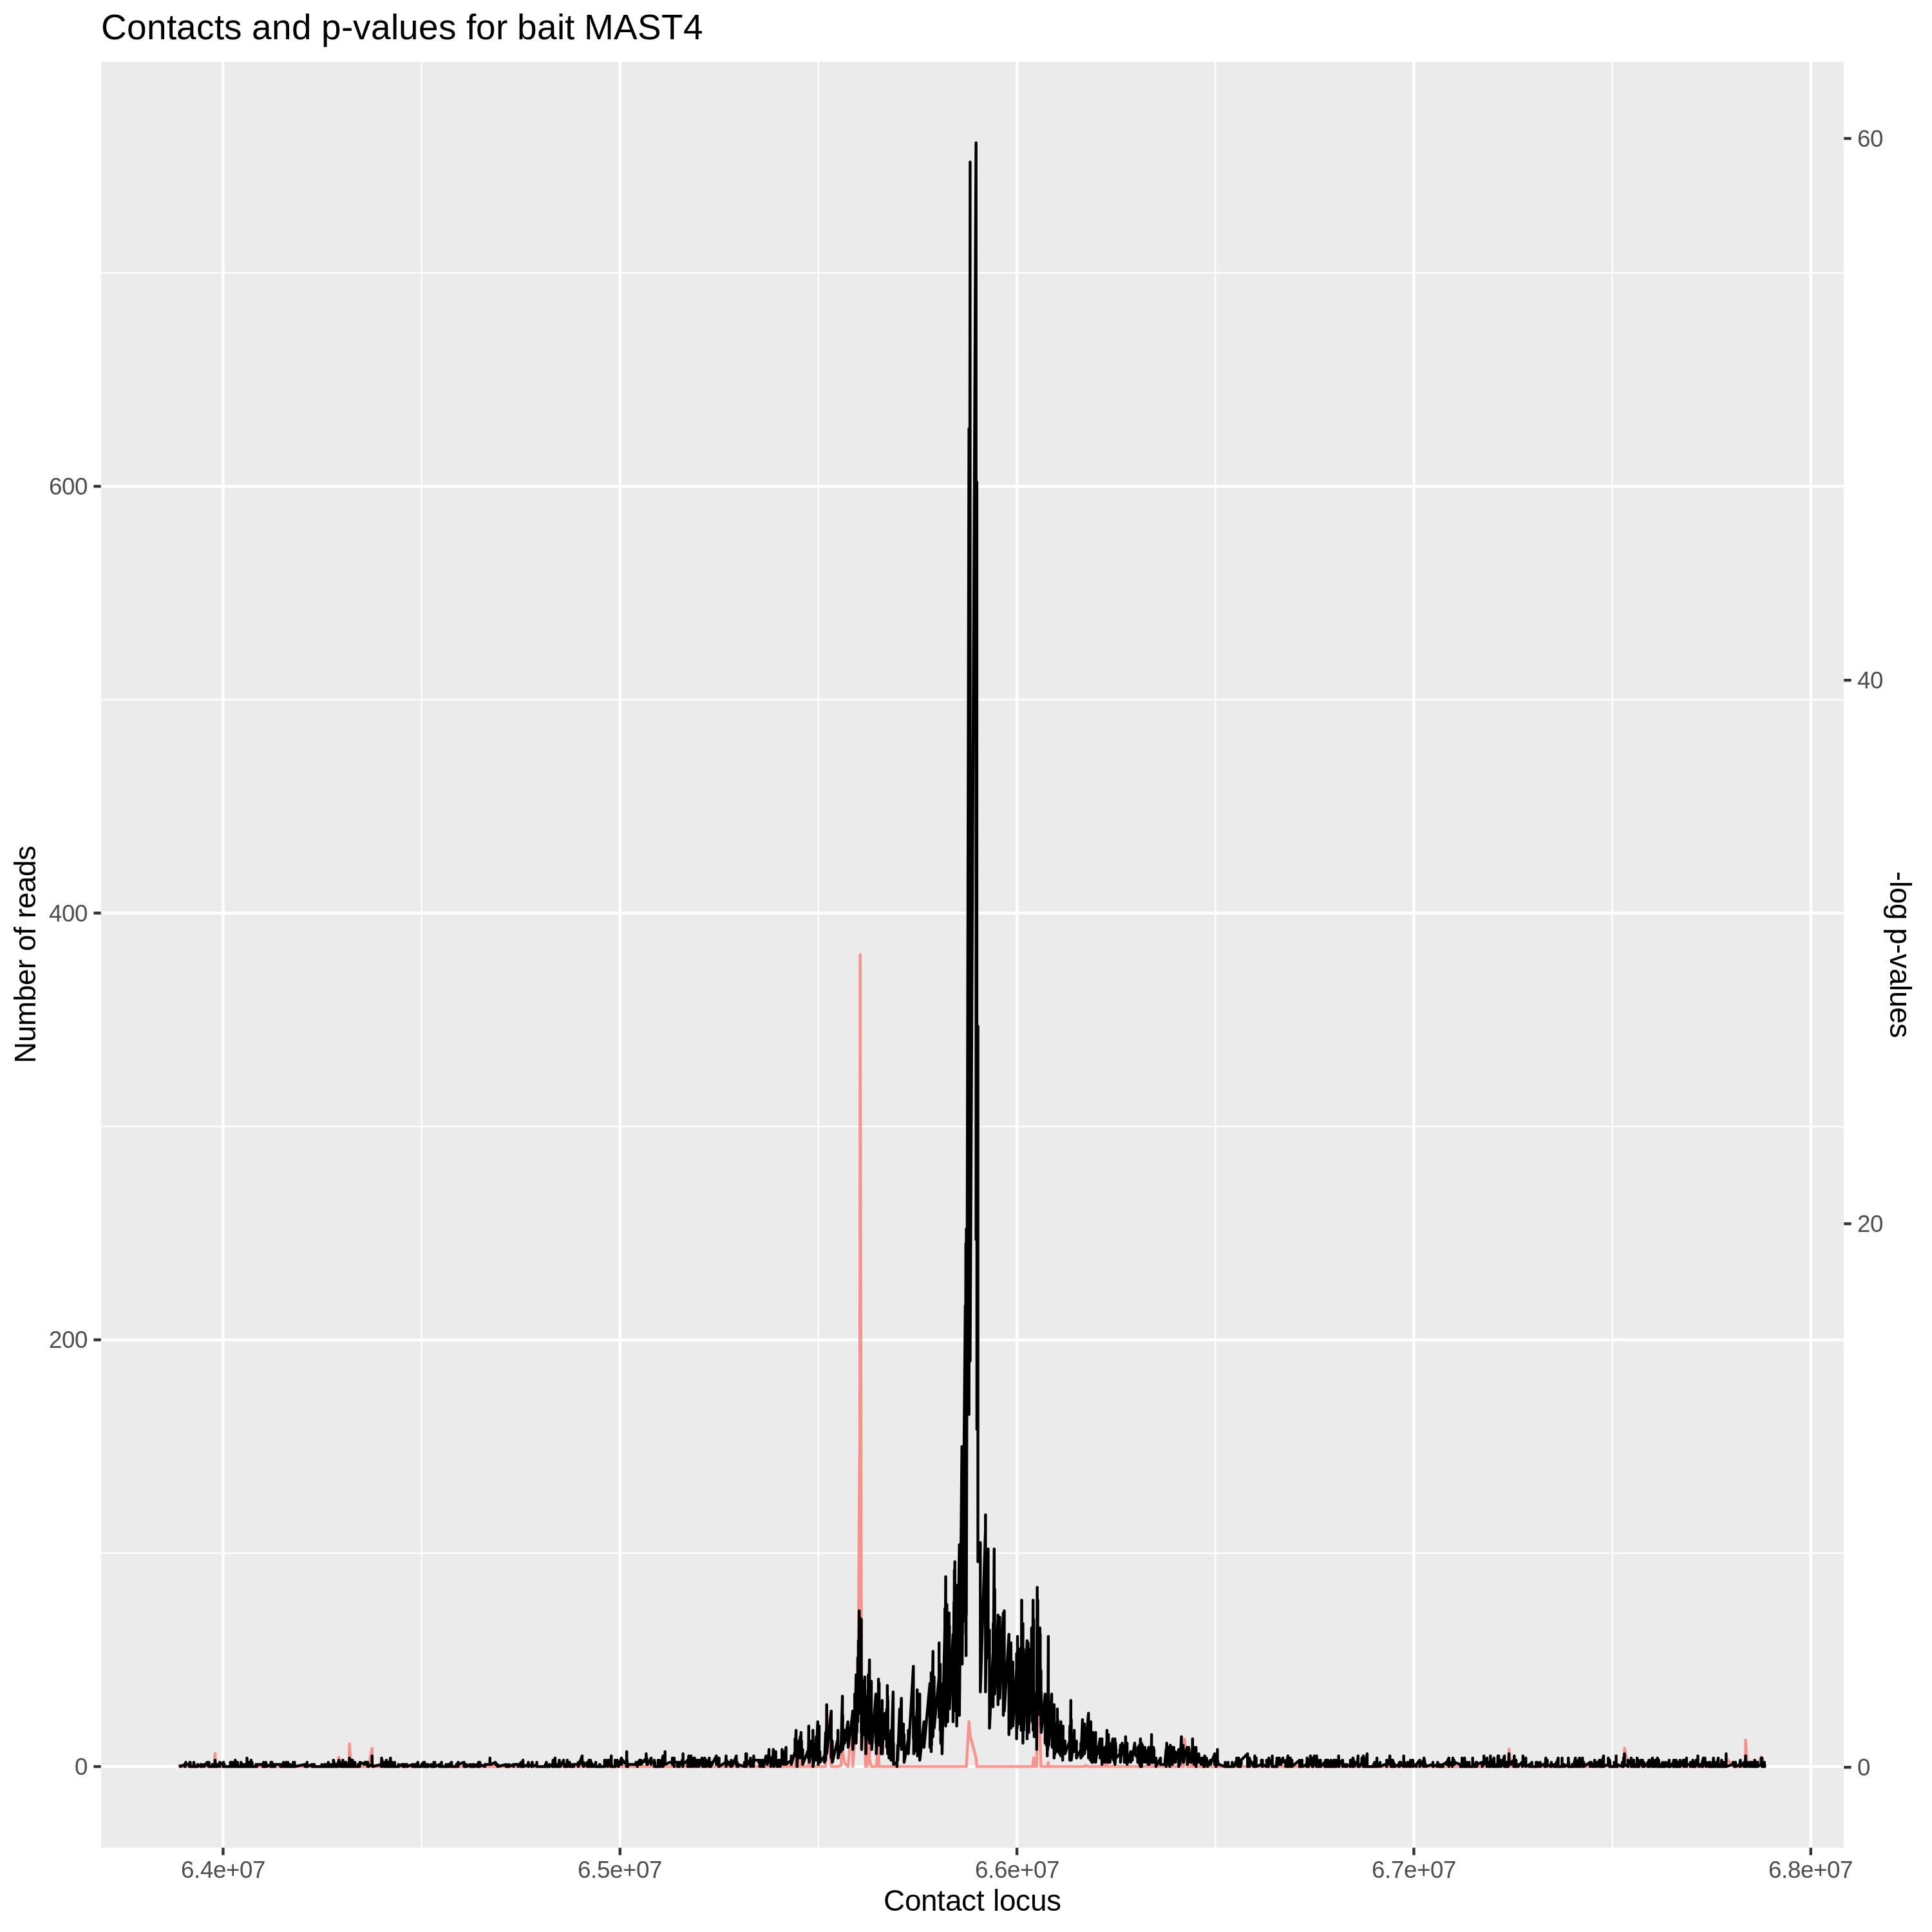 Contacts and p-values for bait MAST4
60
600
40
Number of reads
400
-log p-values
20
200
0
0
6.4e+07
6.5e+07
6.6e+07
6.7e+07
6.8e+07
Contact locus